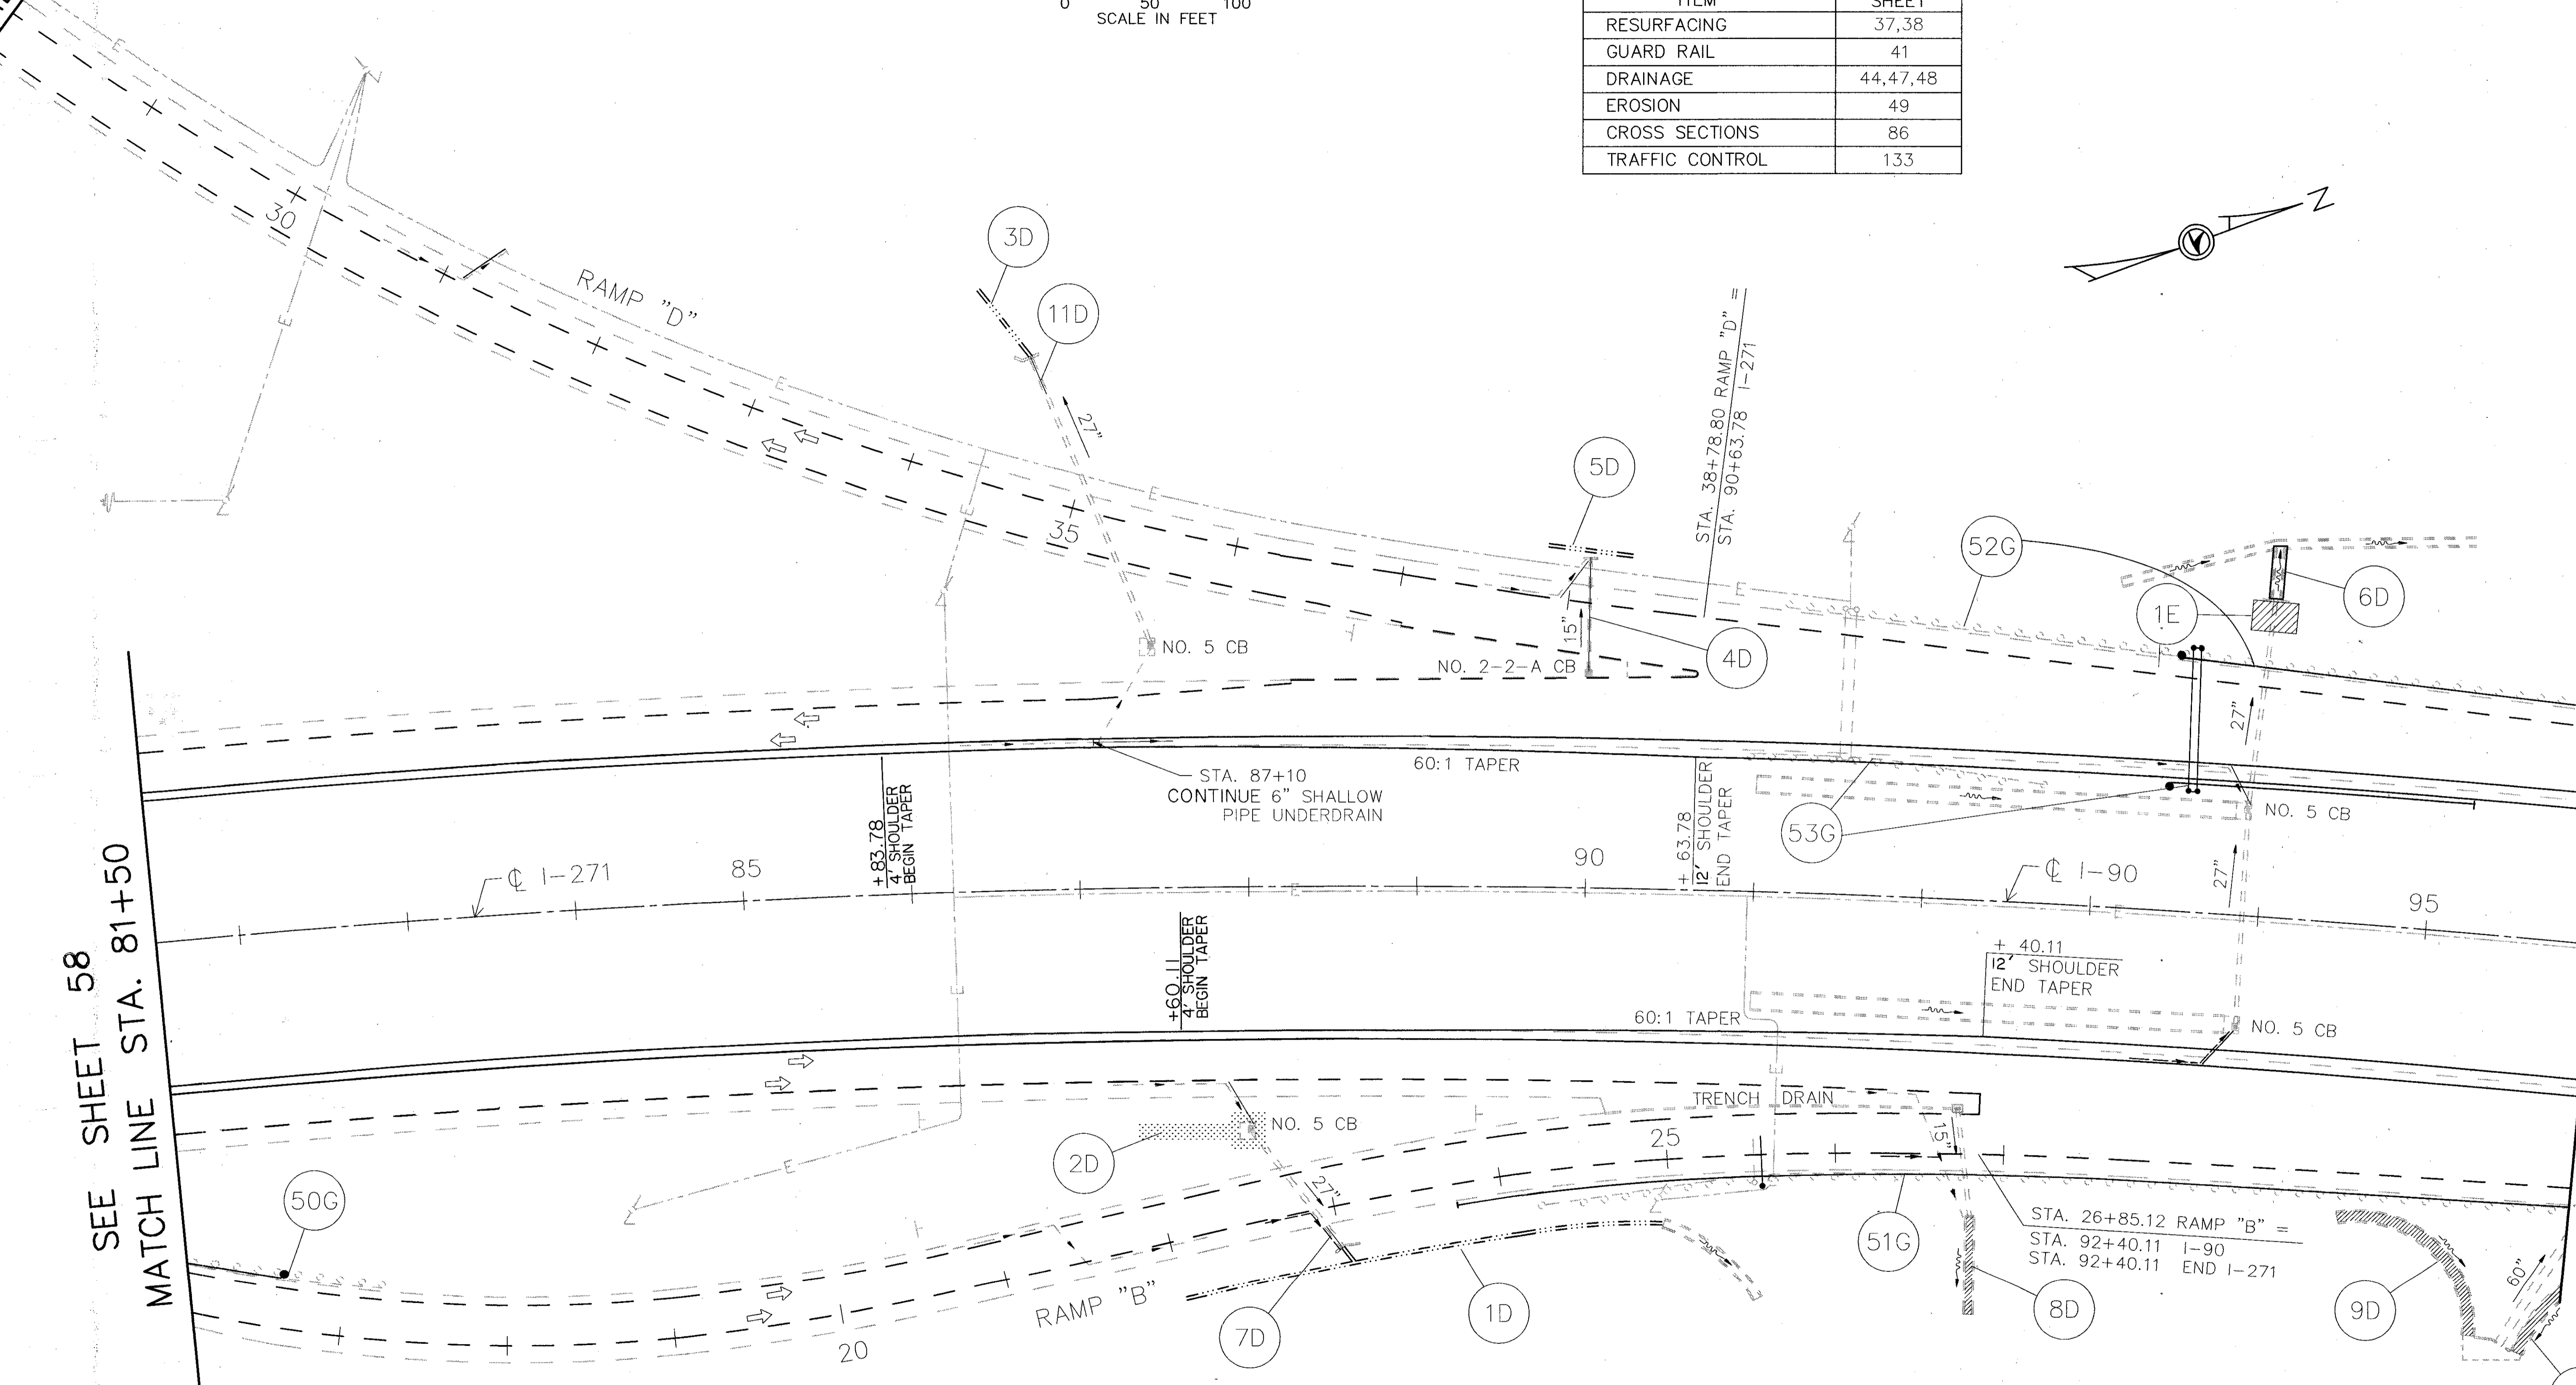 0 50 100
SCALE IN FEET
ITEM SHEET
RESURFACING 37,38
GUARD RAIL 41
DRAINAGE 44,47,48
EROSION 49
CROSS SECTIONS 86
TRAFFIC CONTROL 133
N
E
30
RAMP "D"
E
3D
11D
27"
E
E
35
E
5D
STA. 38+78.80 RAMP "D" =
STA. 90+63.78 I-271
E
52G
1E
6D
NO. 5 CB
15"
NO. 2-2-A CB
4D
27"
60:1 TAPER
STA. 87+10
CONTINUE 6" SHALLOW
PIPE UNDERDRAIN
+83.78
4' SHOULDER
BEGIN TAPER
+63.78
12' SHOULDER
END TAPER
53G
NO. 5 CB
℄ I-271
85
90
E
℄ I-90
27"
E
95
SEE SHEET 58
MATCH LINE STA. 81+50
E
+60.11
4' SHOULDER
BEGIN TAPER
+ 40.11
12' SHOULDER
END TAPER
60:1 TAPER
NO. 5 CB
E
TRENCH DRAIN
NO. 5 CB
2D
E
25
15"
27"
50G
51G
STA. 26+85.12 RAMP "B" =
STA. 92+40.11 I-90
STA. 92+40.11 END I-271
60"
RAMP "B"
20
7D
1D
8D
9D